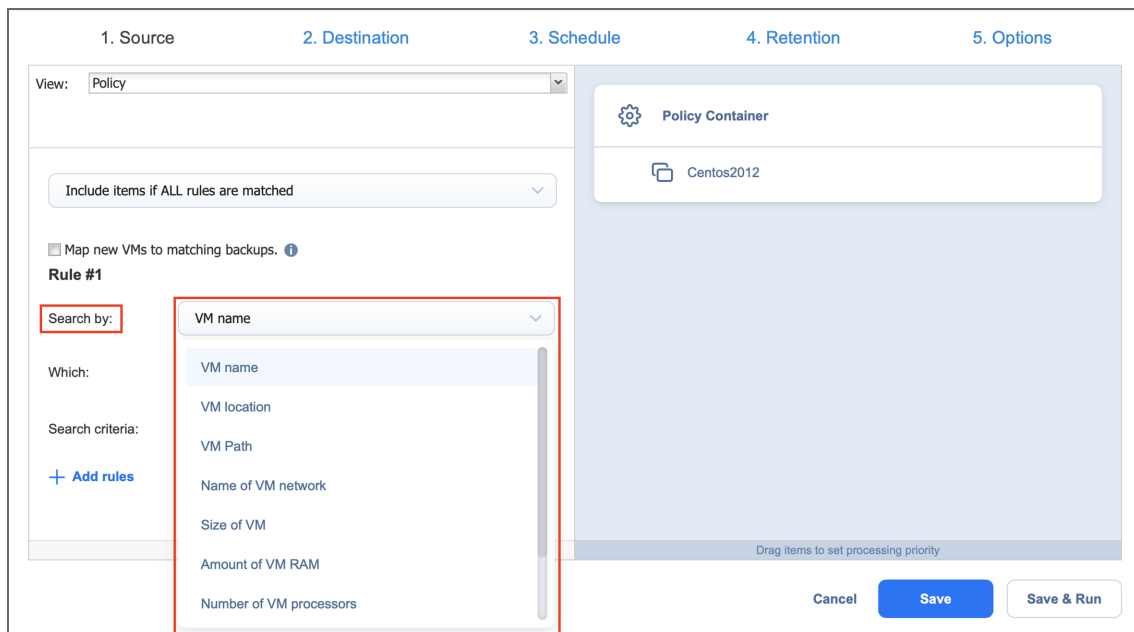 1. Source
2. Destination
3. Schedule
4. Retention
5. Options
View:
Policy
Include items if ALL rules are matched
Map new VMs to matching backups.
Rule #1
Search by:
VM name
Which:
Search criteria:
Add rules
VM name
VM location
VM Path
Name of VM network
Size of VM
Amount of VM RAM
Number of VM processors
Policy Container
Centos2012
Drag items to set processing priority
Cancel
Save
Save & Run